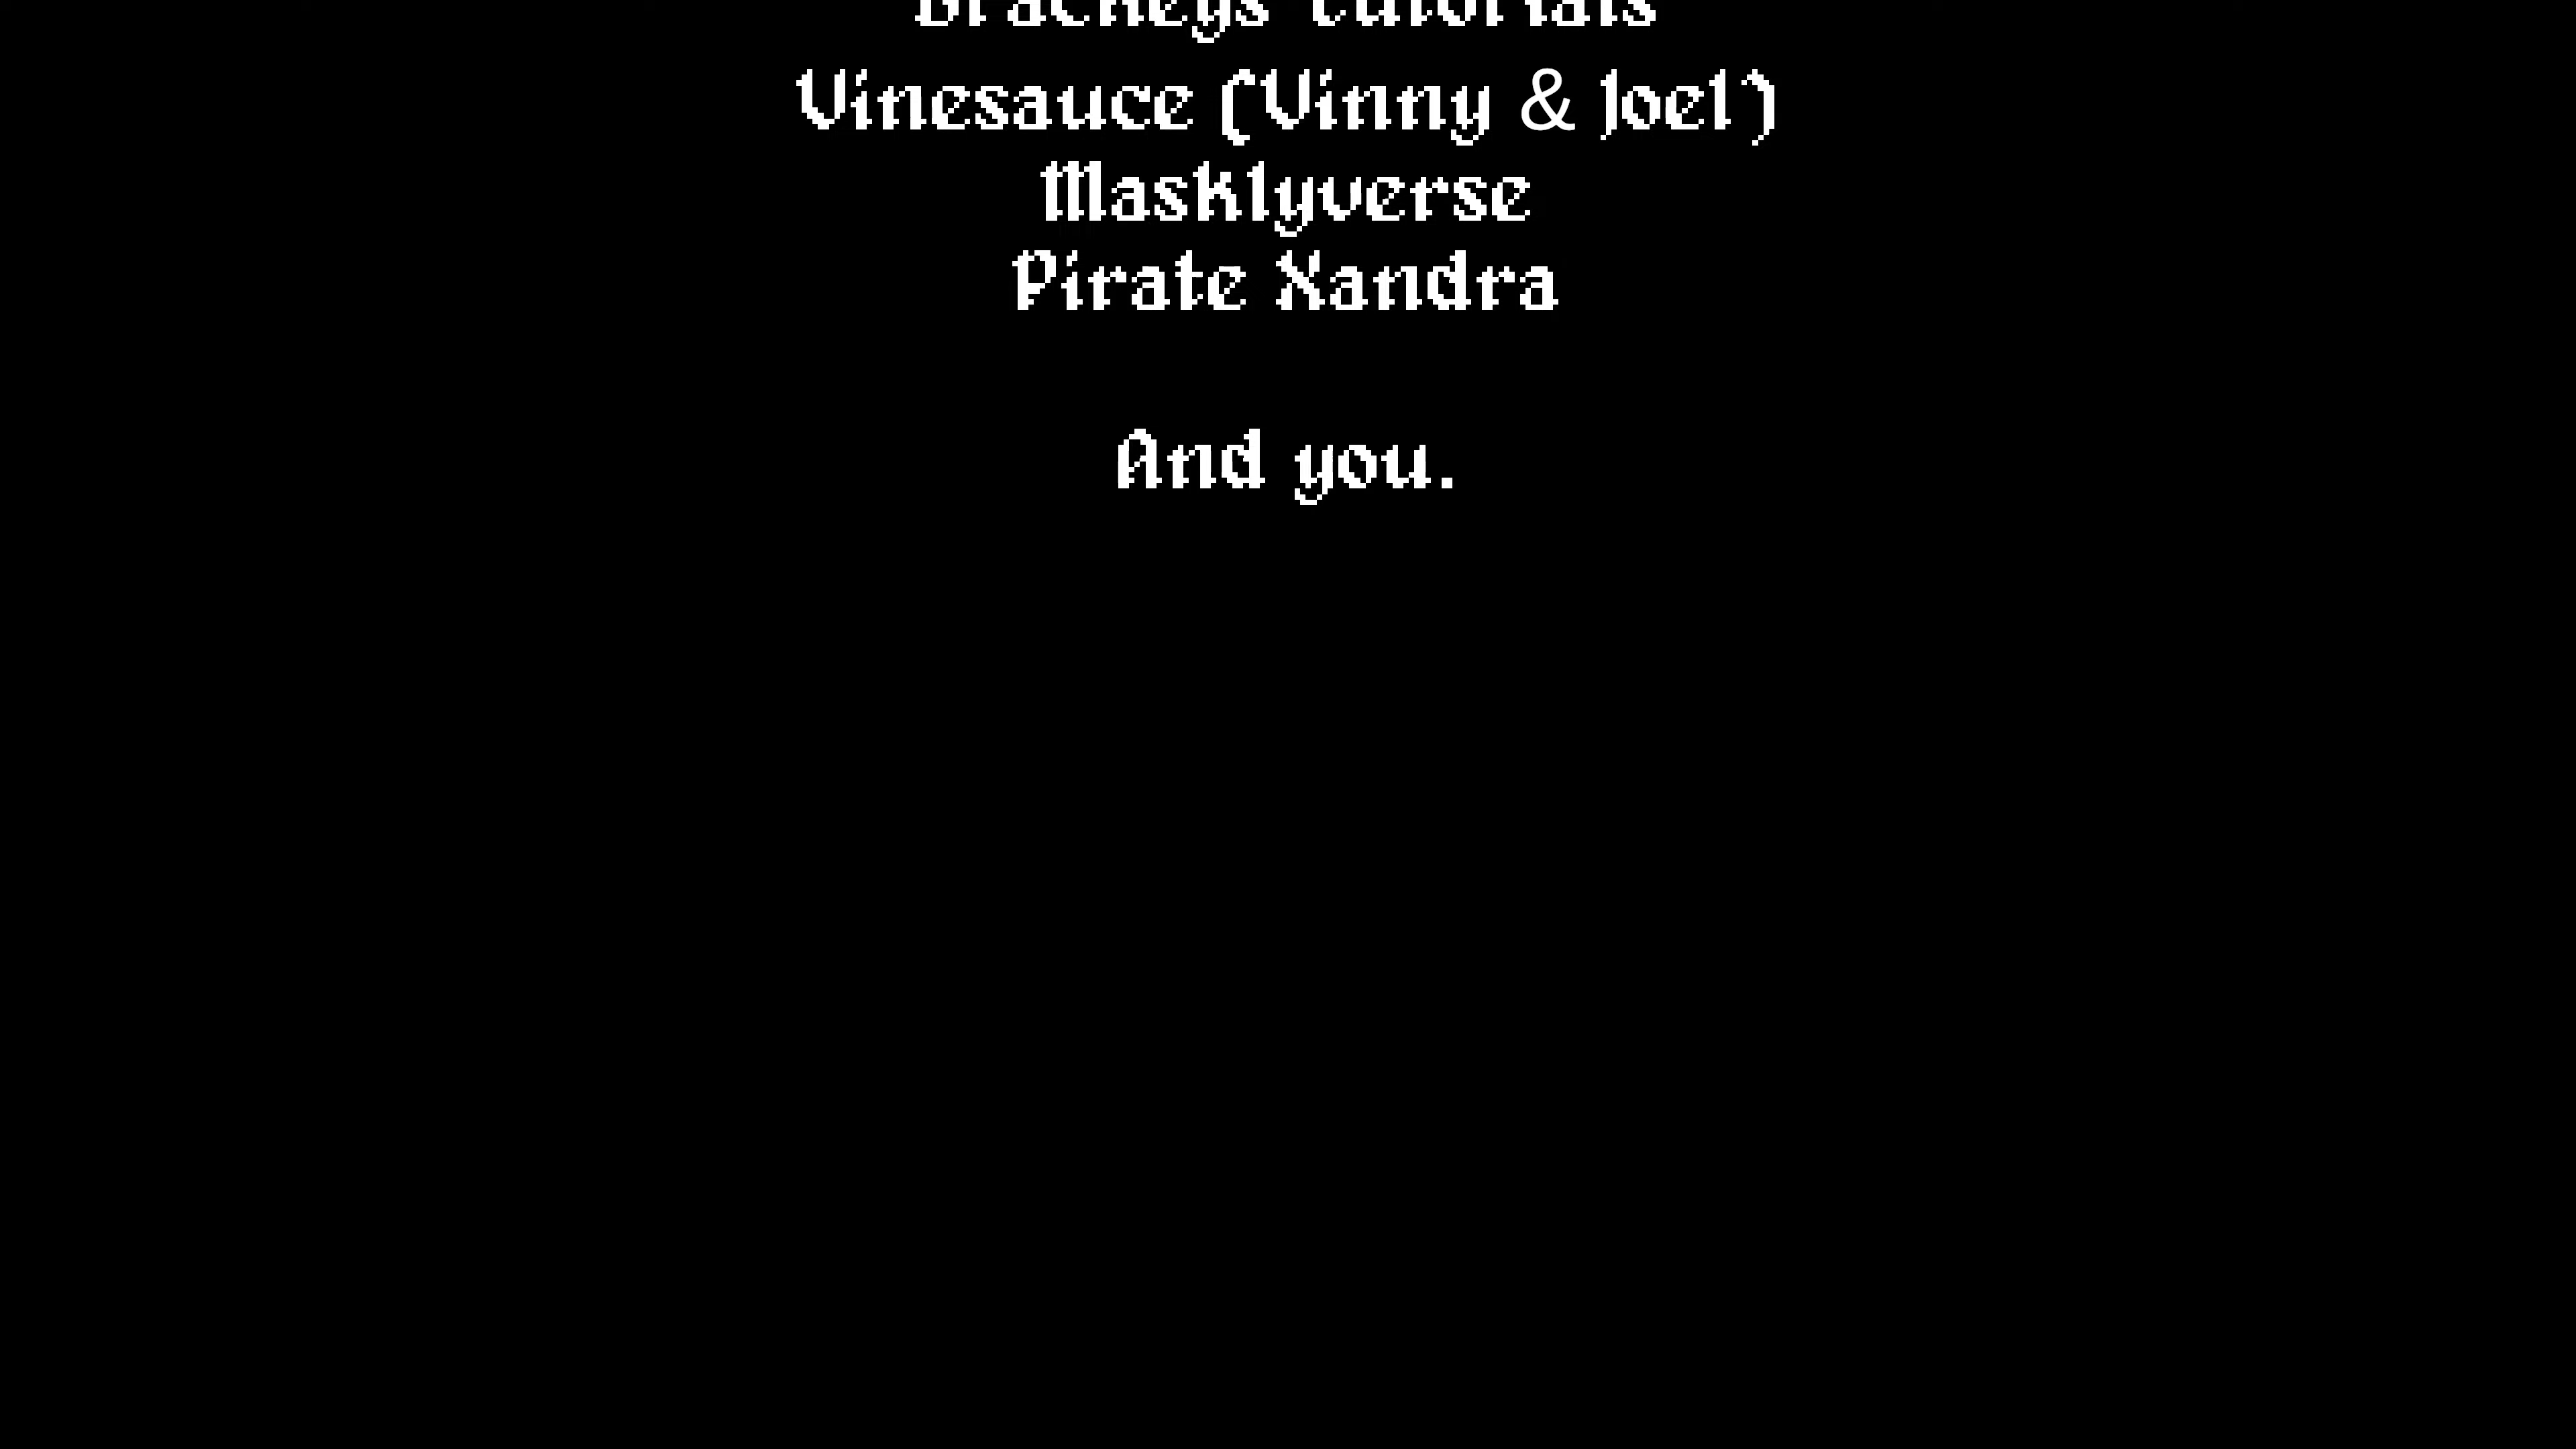 Brackeys tutorials
Vinesauce (Vinny & Joel)
Masklyverse
Pirate Xandra
And you.